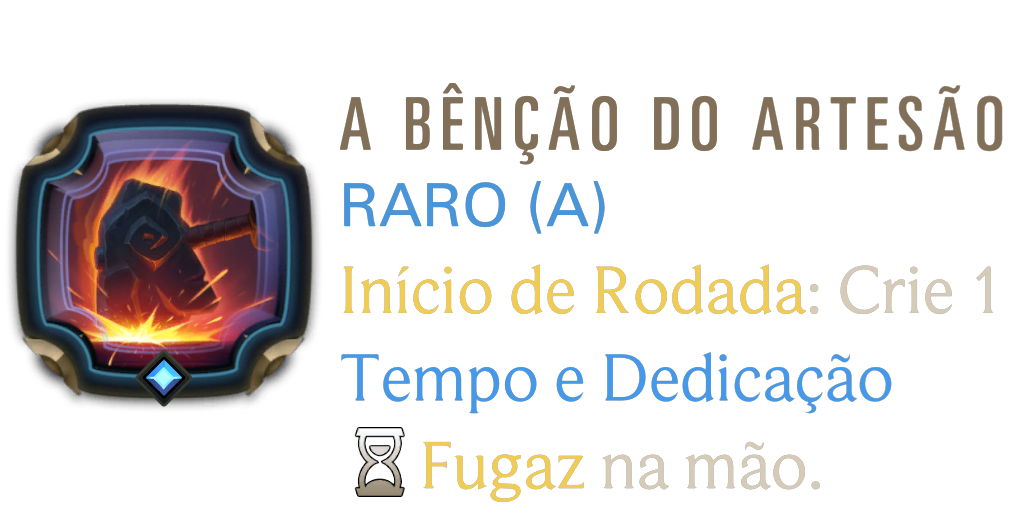 A BÊNÇÃO DO ARTESÃO
RARO (A)
Início de Rodada: Crie 1
Tempo e Dedicação
Fugaz na mão.